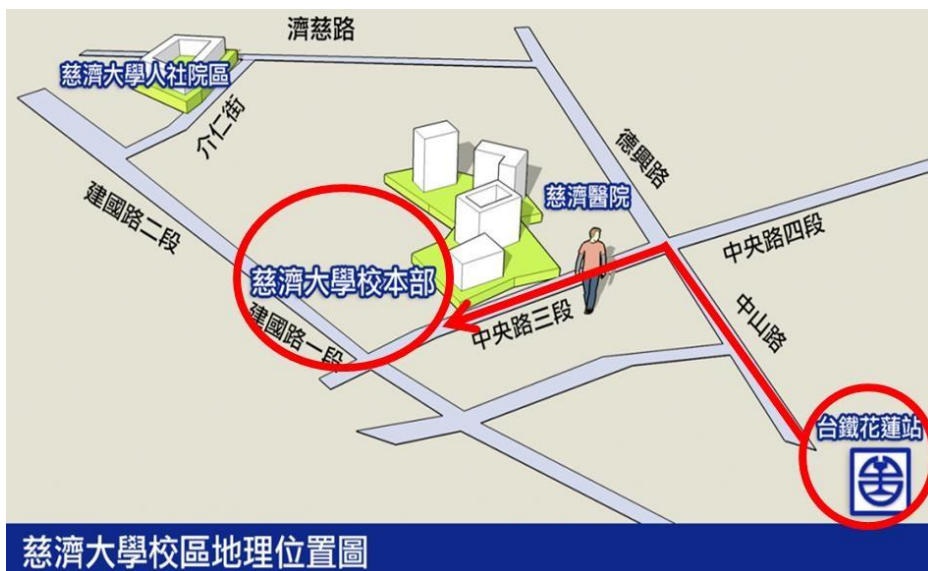 濟慈路
慈濟大學人社院區
介仁街
德興路
建國路二段
慈濟醫院
中央路四段
慈濟大學校本部
建國路一段
中央路三段
中山路
台鐵花蓮站
慈濟大學校區地理位置圖